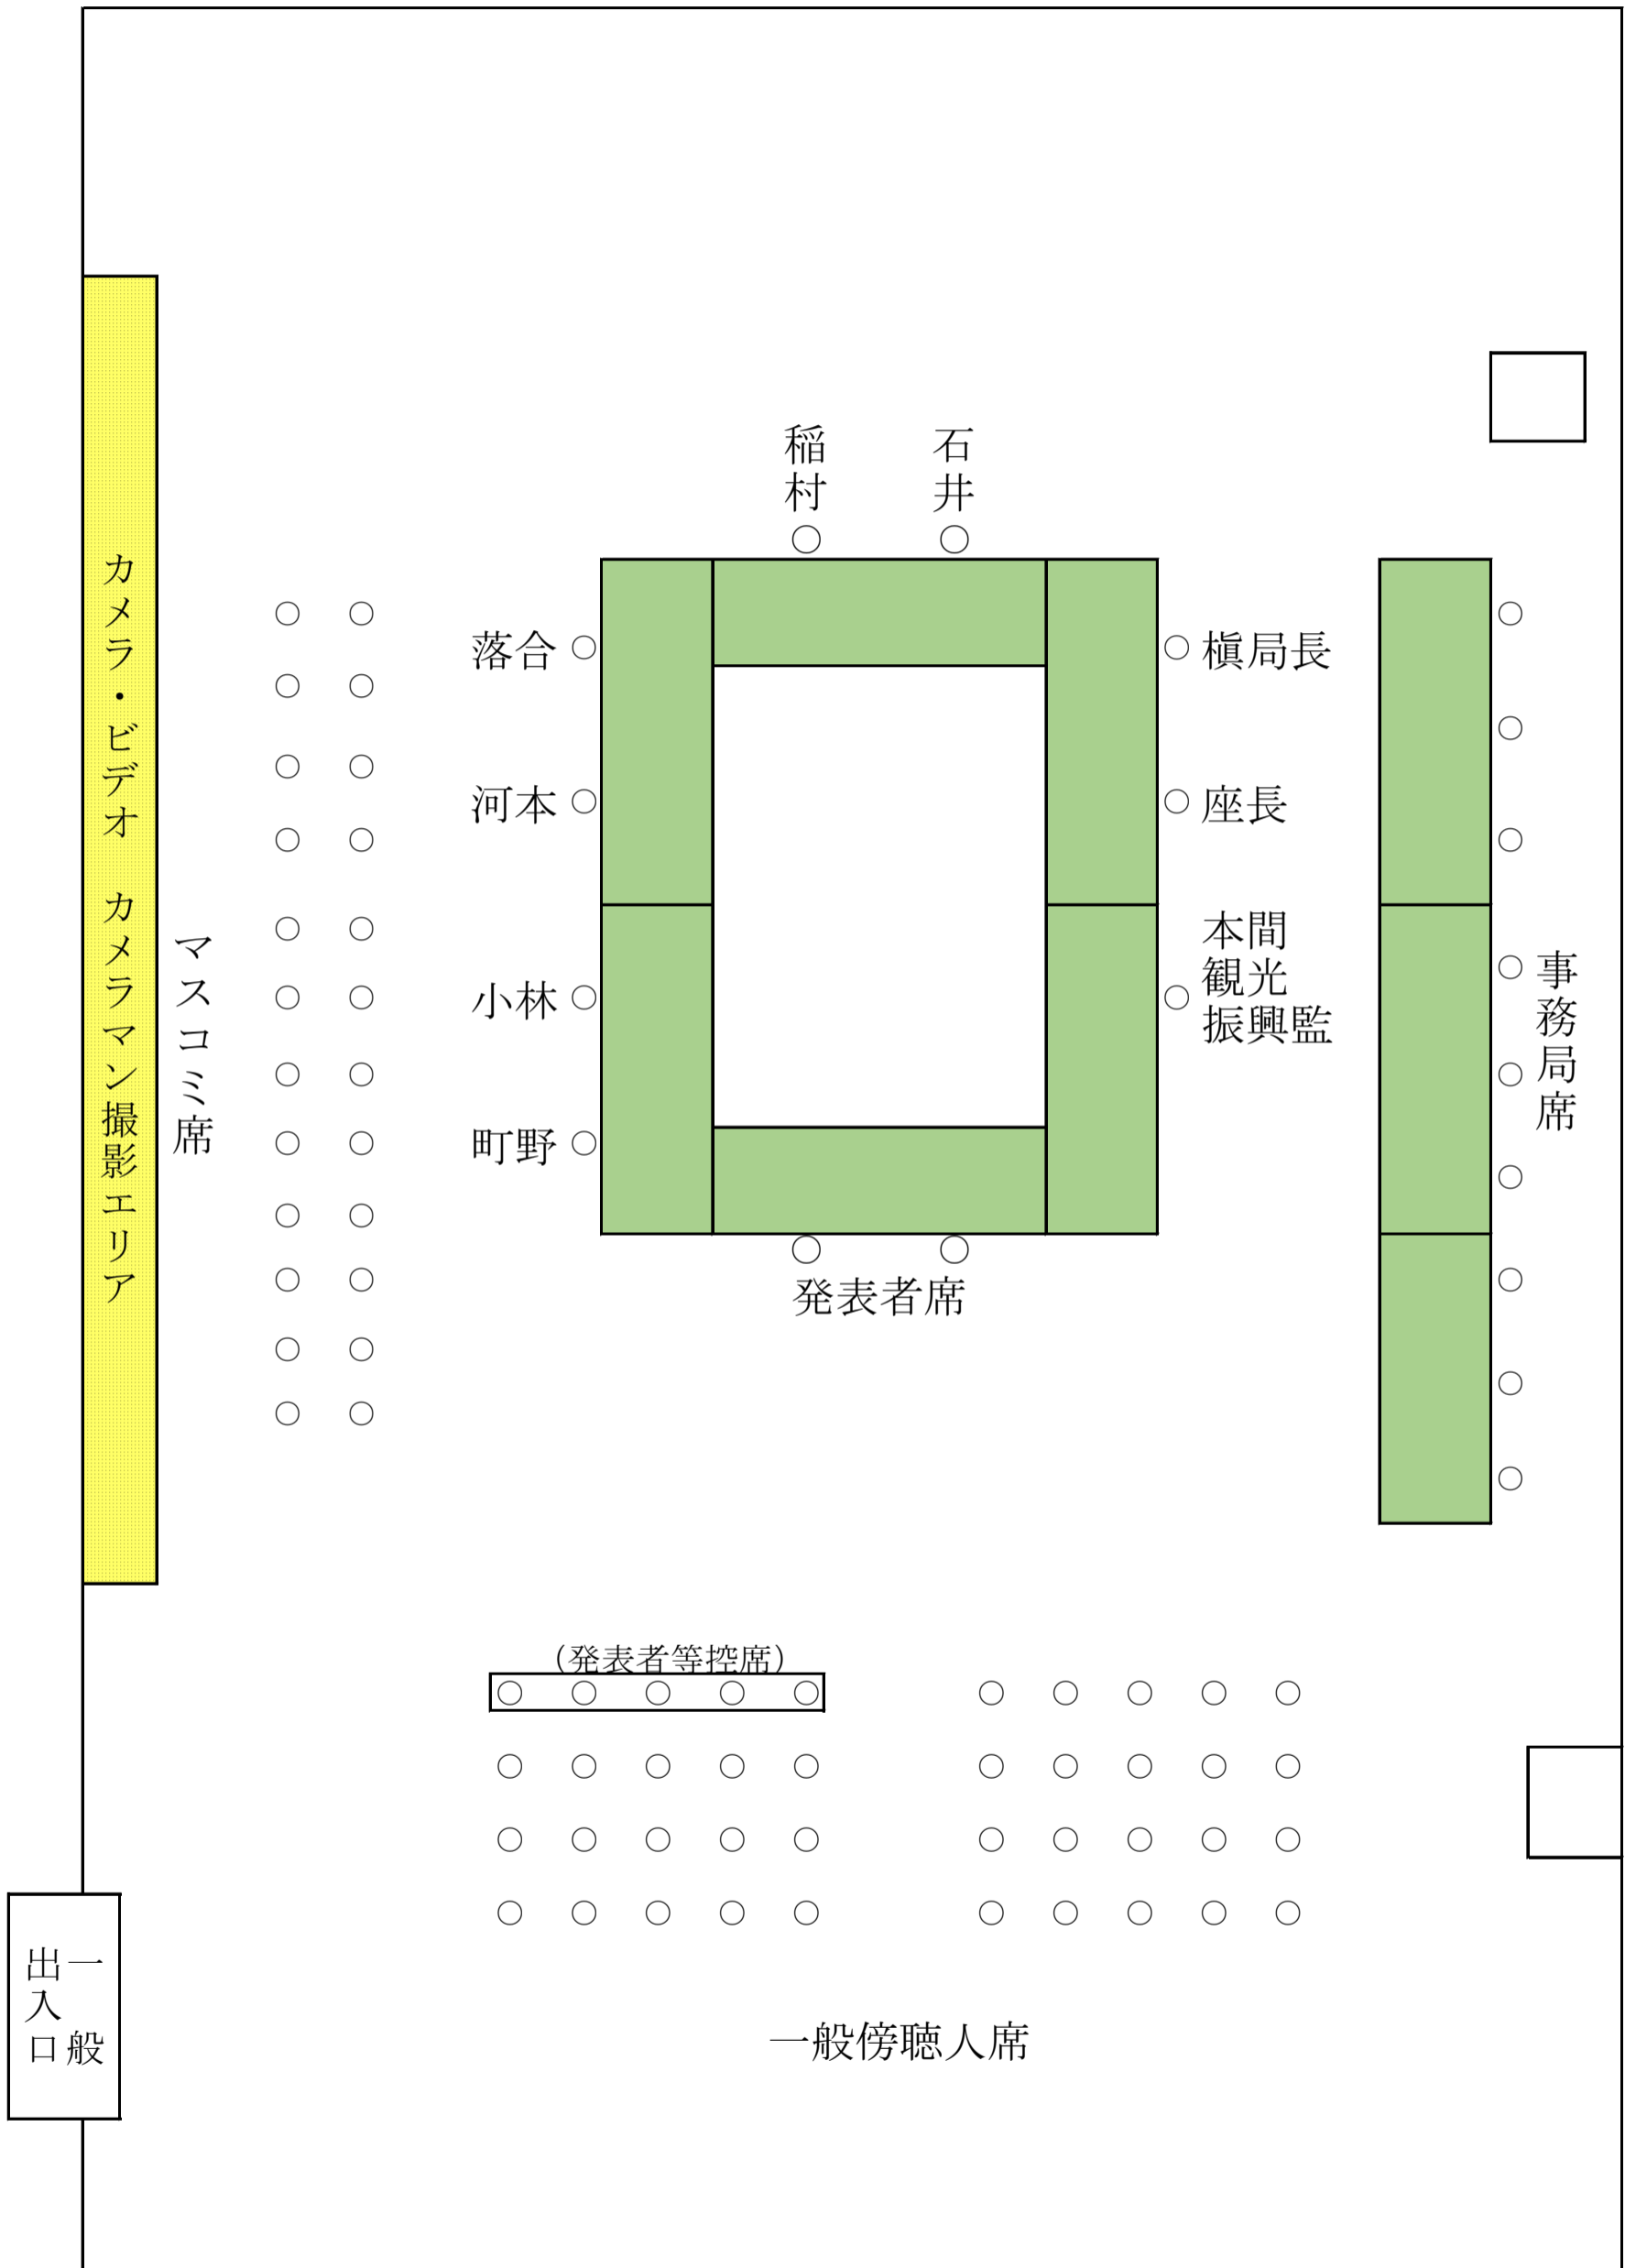 稲村
石井
落合
槇局長
河本
座長
小林
本間
観光
振興監
町野
発表者席
カメラ・ビデオ　カメラマン撮影エリア
マスコミ席
事務局席
（発表者等控席）
一般
出入口
一般傍聴人席